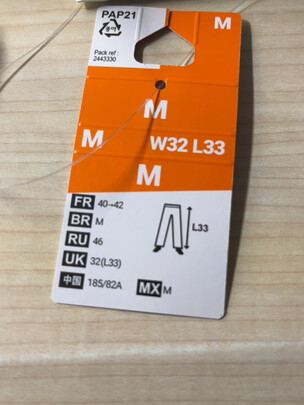 PAP21
M
Pack ref :
2443330
M
M
W32 L33
M
FR 40→42
BR M
L33
RU 46
UK 32(L33)
中国 185/82A
MX M